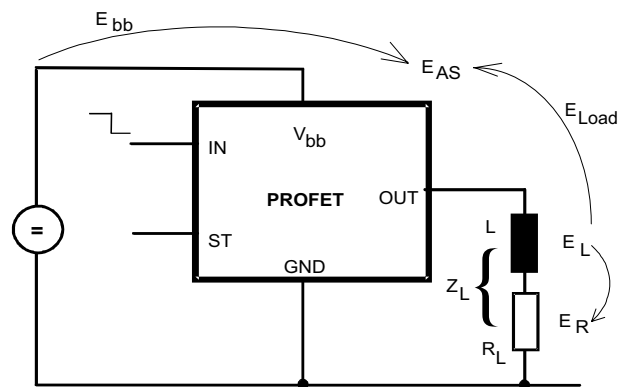 E bb
E AS
E Load
IN
V bb
PROFET
OUT
=
ST
GND
L
E L
Z L {
E R
R L